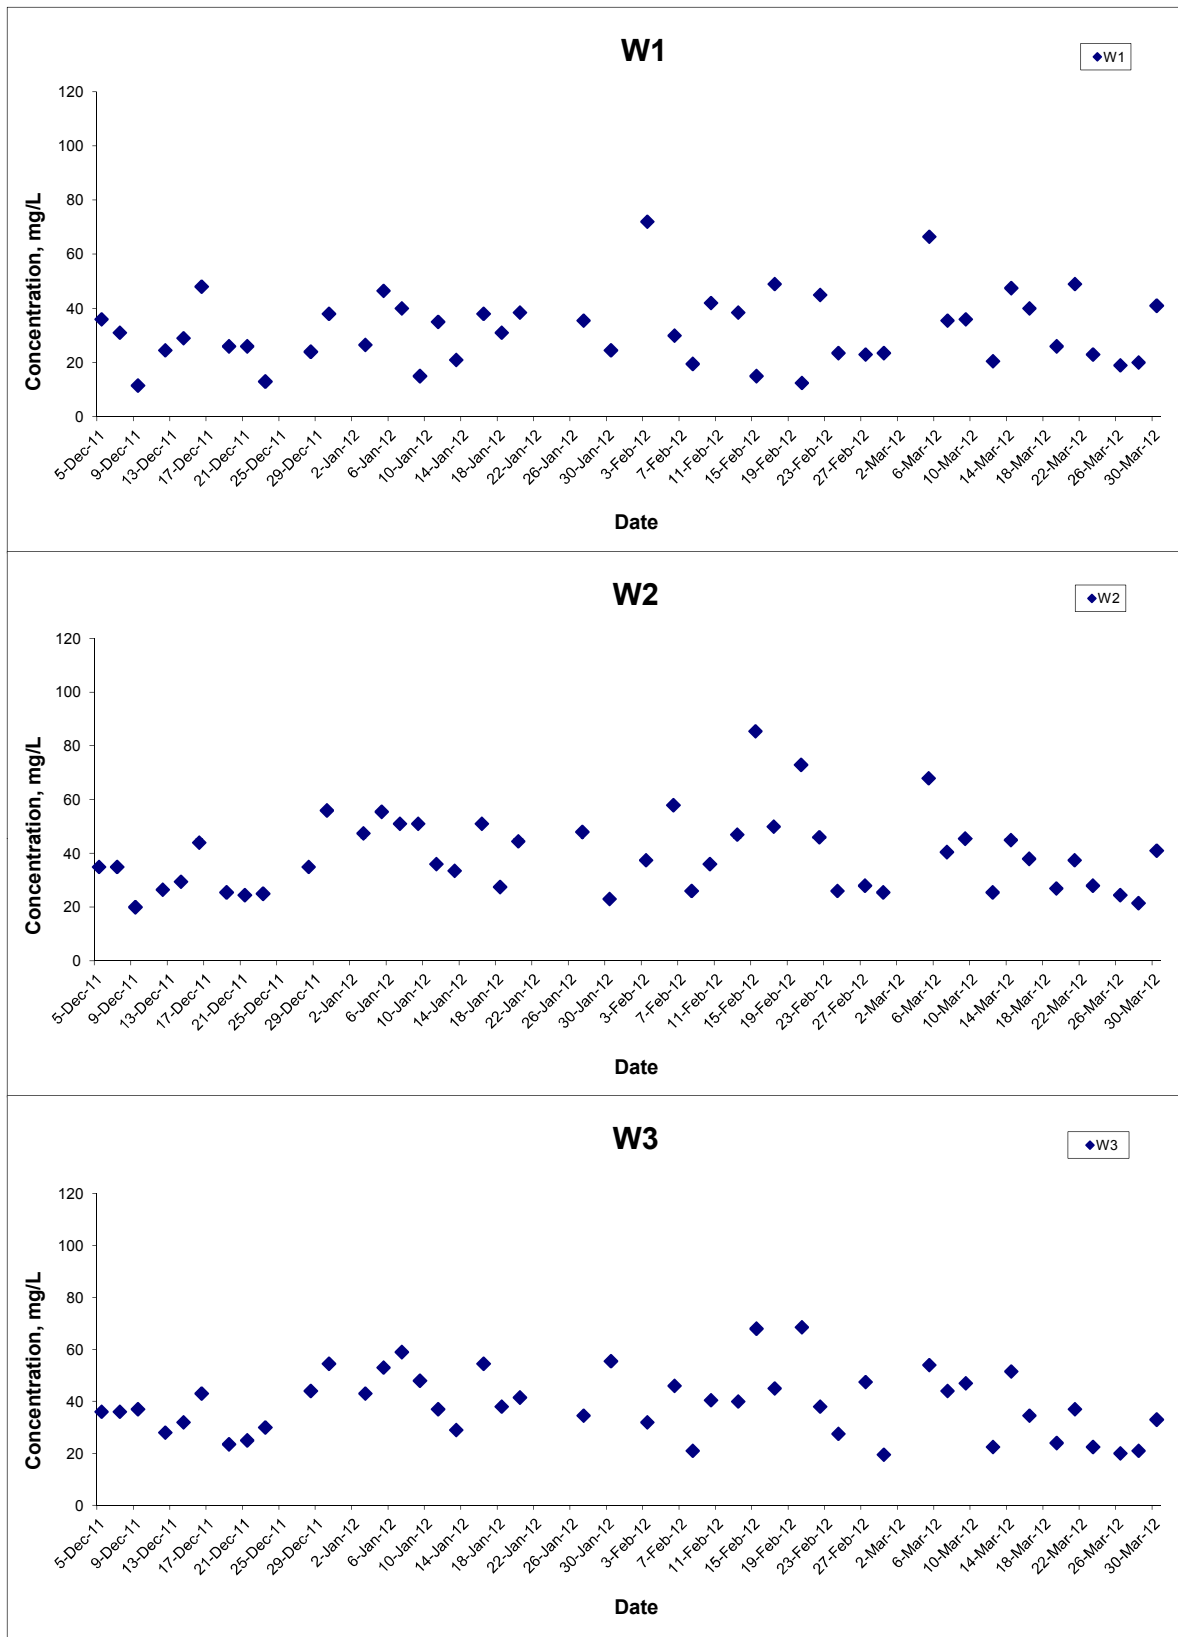 W1
W1
120
100
80
60
40
20
0
Concentration, mg/L
5-Dec-11 9-Dec-11 13-Dec-11 17-Dec-11 21-Dec-11 25-Dec-11 29-Dec-11 2-Jan-12 6-Jan-12 10-Jan-12 14-Jan-12 18-Jan-12 22-Jan-12 26-Jan-12 30-Jan-12 3-Feb-12 7-Feb-12 11-Feb-12 15-Feb-12 19-Feb-12 23-Feb-12 27-Feb-12 2-Mar-12 6-Mar-12 10-Mar-12 14-Mar-12 18-Mar-12 22-Mar-12 26-Mar-12 30-Mar-12
Date
W2
W2
120
100
80
60
40
20
0
Concentration, mg/L
5-Dec-11 9-Dec-11 13-Dec-11 17-Dec-11 21-Dec-11 25-Dec-11 29-Dec-11 2-Jan-12 6-Jan-12 10-Jan-12 14-Jan-12 18-Jan-12 22-Jan-12 26-Jan-12 30-Jan-12 3-Feb-12 7-Feb-12 11-Feb-12 15-Feb-12 19-Feb-12 23-Feb-12 27-Feb-12 2-Mar-12 6-Mar-12 10-Mar-12 14-Mar-12 18-Mar-12 22-Mar-12 26-Mar-12 30-Mar-12
Date
W3
W3
120
100
80
60
40
20
0
Concentration, mg/L
5-Dec-11 9-Dec-11 13-Dec-11 17-Dec-11 21-Dec-11 25-Dec-11 29-Dec-11 2-Jan-12 6-Jan-12 10-Jan-12 14-Jan-12 18-Jan-12 22-Jan-12 26-Jan-12 30-Jan-12 3-Feb-12 7-Feb-12 11-Feb-12 15-Feb-12 19-Feb-12 23-Feb-12 27-Feb-12 2-Mar-12 6-Mar-12 10-Mar-12 14-Mar-12 18-Mar-12 22-Mar-12 26-Mar-12 30-Mar-12
Date